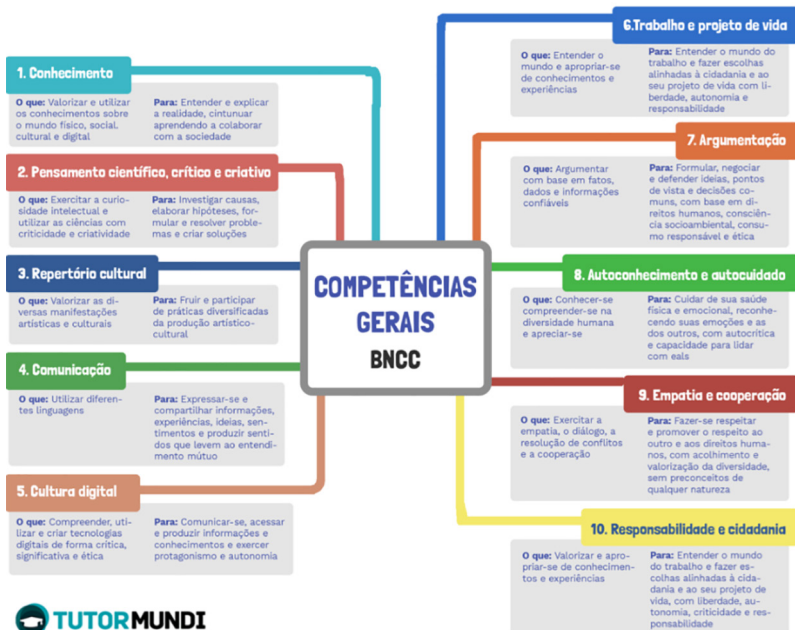 1. Conhecimento
O que: Valorizar e utilizar
os conhecimentos sobre
o mundo físico, social,
cultural e digital
Para: Entender e explicar
a realidade, cintunuar
aprendendo a colaborar
com a sociedade
2. Pensamento científico, crítico e criativo
O que: Exercitar a curio-
sidade intelectual e
utilizar as ciências com
criticidade e criatividade
Para: Investigar causas,
elaborar hipóteses, for-
mular e resolver proble-
mas e criar soluções
3. Repertório cultural
O que: Valorizar as di-
versas manifestações
artísticas e culturais
Para: Fruir e participar
de práticas diversificadas
da produção artístico-
cultural
4. Comunicação
O que: Utilizar diferen-
tes linguagens
Para: Expressar-se e
compartilhar informações,
experiências, ideias, sen-
timentos e produzir senti-
dos que levem ao entendi-
mento mútuo
5. Cultura digital
O que: Compreender, uti-
lizar e criar tecnologias
digitais de forma crítica,
significativa e ética
Para: Comunicar-se, acessar
e produzir informações e
conhecimentos e exercer
protagonismo e autonomia
COMPETÊNCIAS
GERAIS
BNCC
6.Trabalho e projeto de vida
O que: Entender o
mundo e apropriar-se
de conhecimentos e
experiências
Para: Entender o mundo do
trabalho e fazer escolhas
alinhadas à cidadania e ao
seu projeto de vida com li-
berdade, autonomia e
responsabilidade
7. Argumentação
O que: Argumentar
com base em fatos,
dados e informações
confiáveis
Para: Formular, negociar
e defender ideias, pontos
de vista e decisões co-
muns, com base em di-
reitos humanos, consciên-
cia socioambiental, consu-
mo responsável e ética
8. Autoconhecimento e autocuidado
O que: Conhecer-se
compreender-se na
diversidade humana
e apreciar-se
Para: Cuidar de sua saúde
física e emocional, reconhe-
cendo suas emoções e as
dos outros, com autocrítica
e capacidade para lidar
com eals
9. Empatia e cooperação
O que: Exercitar a
empatia, o diálogo, a
resolução de conflitos
e a cooperação
Para: Fazer-se respeitar
e promover o respeito ao
outro e aos direitos huma-
nos, com acolhimento e
valorização da diversidade,
sem preconceitos de
qualquer natureza
10. Responsabilidade e cidadania
O que: Valorizar e apro-
priar-se de conhecimen-
tos e experiências
Para: Entender o mundo
do trabalho e fazer es-
colhas alinhadas à cida-
dania e ao seu projeto de
vida, com liberdade, au-
tonomia, criticidade e res-
ponsabilidade
TUTORMUNDI